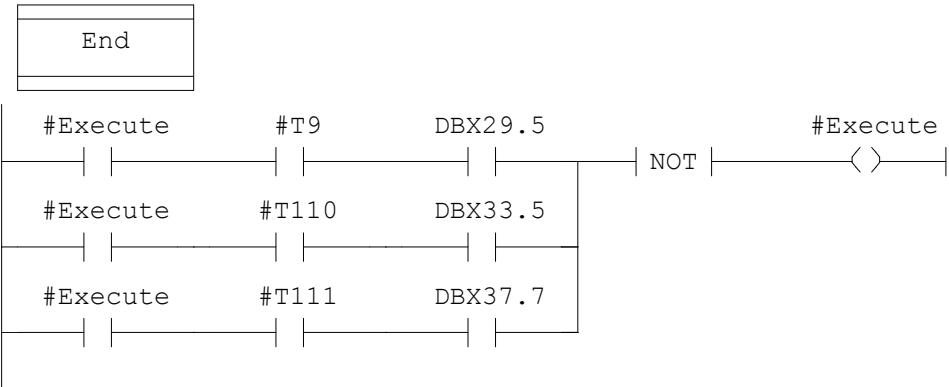 End
#Execute #T9 DBX29.5 #Execute
NOT
#Execute #T110 DBX33.5
#Execute #T111 DBX37.7